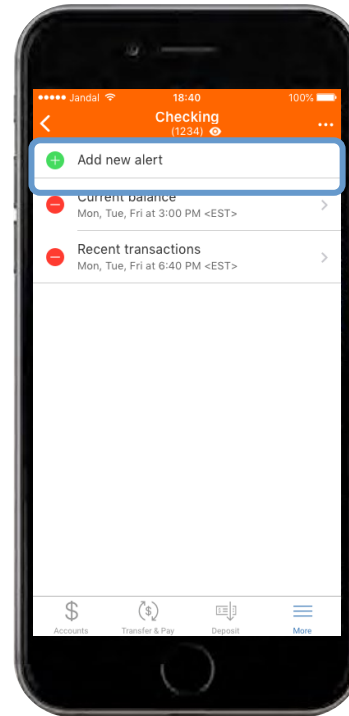 Jandal 18:40 100%
Checking
(1234)
Add new alert
Current balance
Mon, Tue, Fri at 3:00 PM <EST>
Recent transactions
Mon, Tue, Fri at 6:40 PM <EST>
Accounts Transfer & Pay Deposit More